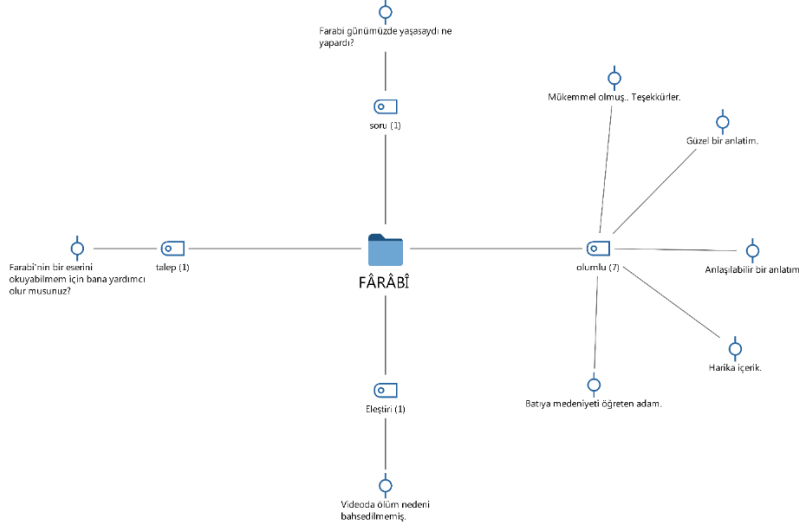 Farabi günümüzde yaşasaydı ne
yapardı?
soru (1)
Mükemmel olmuş.. Teşekkürler.
Güzel bir anlatim.
Farabi'nin bir eserini
okuyabilmem için bana yardımcı
olur musunuz?
talep (1)
FÂRÂBÎ
olumlu (7)
Anlaşılabilir bir anlatım
Harika içerik.
Batıya medeniyeti öğreten adam.
Eleştiri (1)
Videoda ölüm nedeni
bahsedilmemiş.